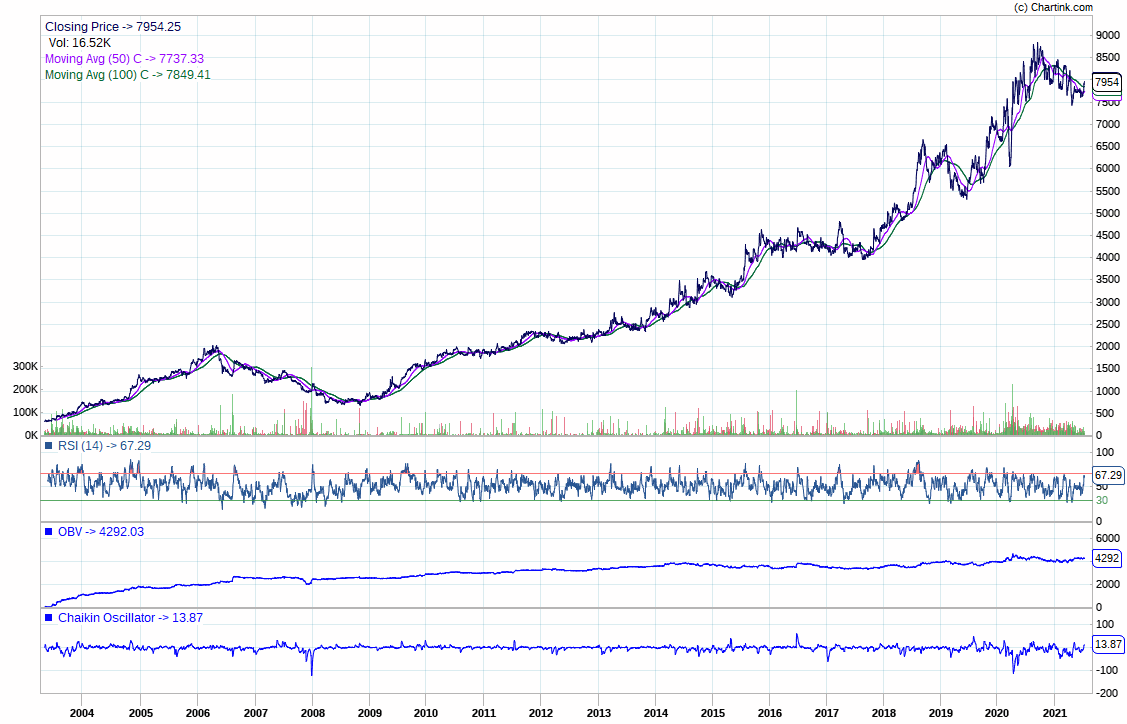 (c) Chartink.com
Closing Price -> 7954.25
Vol: 16.52K
Moving Avg (50) C -> 7737.33
Moving Avg (100) C -> 7849.41
9000
8500
7954
7500
7000
6500
6000
5500
5000
4500
4000
3500
3000
2500
2000
1500
1000
500
0
300K
200K
100K
0K
RSI (14) -> 67.29
100
67.29
50
30
0
OBV -> 4292.03
6000
4292
2000
0
Chaikin Oscillator -> 13.87
100
13.87
-100
-200
2004 2005 2006 2007 2008 2009 2010 2011 2012 2013 2014 2015 2016 2017 2018 2019 2020 2021